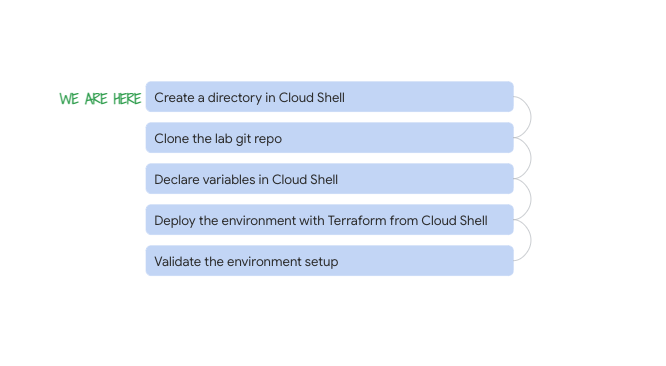 WE ARE HERE Create a directory in Cloud Shell
Clone the lab git repo
Declare variables in Cloud Shell
Deploy the environment with Terraform from Cloud Shell
Validate the environment setup